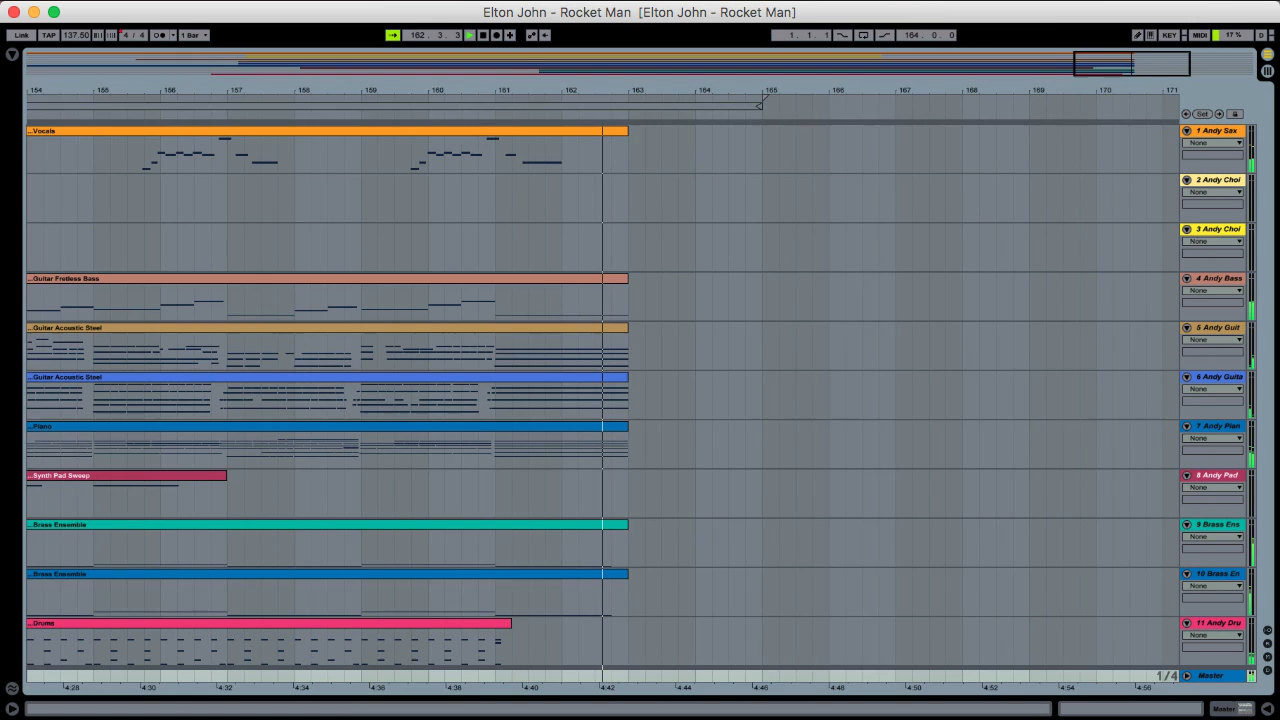 Elton John - Rocket Man  [Elton John - Rocket Man]
Link TAP 137.50 4 / 4 1 Bar 162. 3. 3 1. 1. 1 164. 0. 0 KEY MIDI 17 % D
154 155 156 157 158 159 160 161 162 163 164 165 166 167 168 169 170 171
Set
...Vocals 1 Andy Sax
None
2 Andy Choi
None
3 Andy Choi
None
...Guitar Fretless Bass 4 Andy Bass
None
...Guitar Acoustic Steel 5 Andy Guit
None
...Guitar Acoustic Steel 6 Andy Guita
None
...Piano 7 Andy Pian
None
...Synth Pad Sweep 8 Andy Pad
None
...Brass Ensemble 9 Brass Ens
None
...Brass Ensemble 10 Brass En
None
...Drums 11 Andy Dru
None
1/4 Master
4:28 4:30 4:32 4:34 4:36 4:38 4:40 4:42 4:44 4:46 4:48 4:50 4:52 4:54 4:56
Master